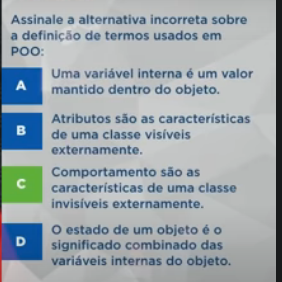 Assinale a alternativa incorreta sobre
a definição de termos usados em
POO:
A
Uma variável interna é um valor
mantido dentro do objeto.
B
Atributos são as características
de uma classe visíveis
externamente.
C
Comportamento são as
características de uma classe
invisíveis externamente.
D
O estado de um objeto é o
significado combinado das
variáveis internas do objeto.